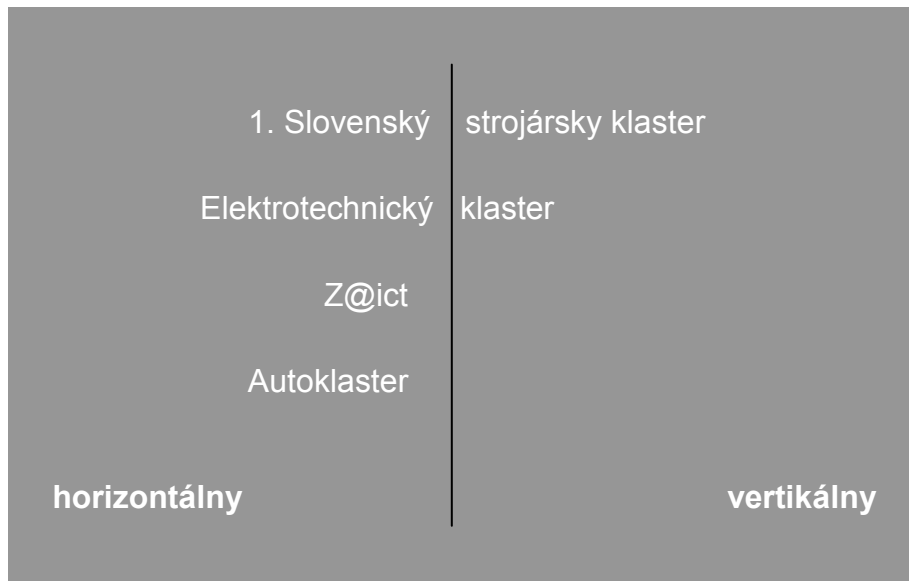 1. Slovenský strojársky klaster
Elektrotechnický klaster
Z@ict
Autoklaster
horizontálny vertikálny